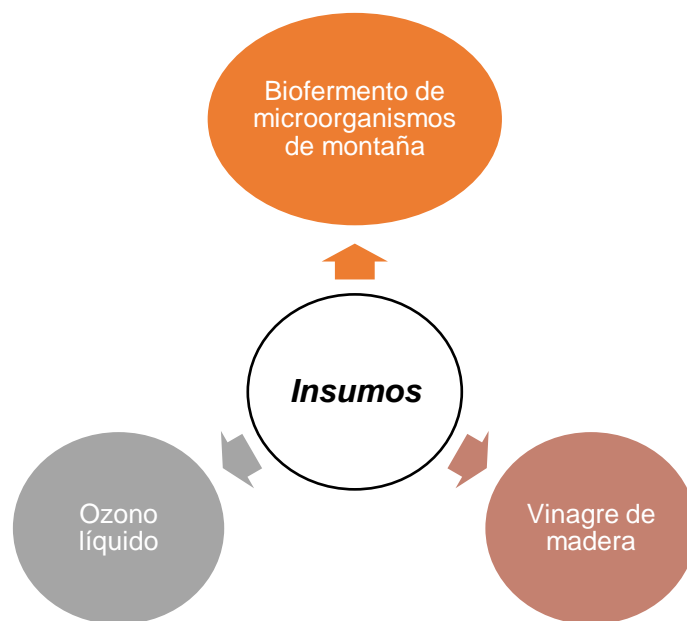 Biofermento de
microorganismos
de montaña
Insumos
Ozono
líquido
Vinagre de
madera